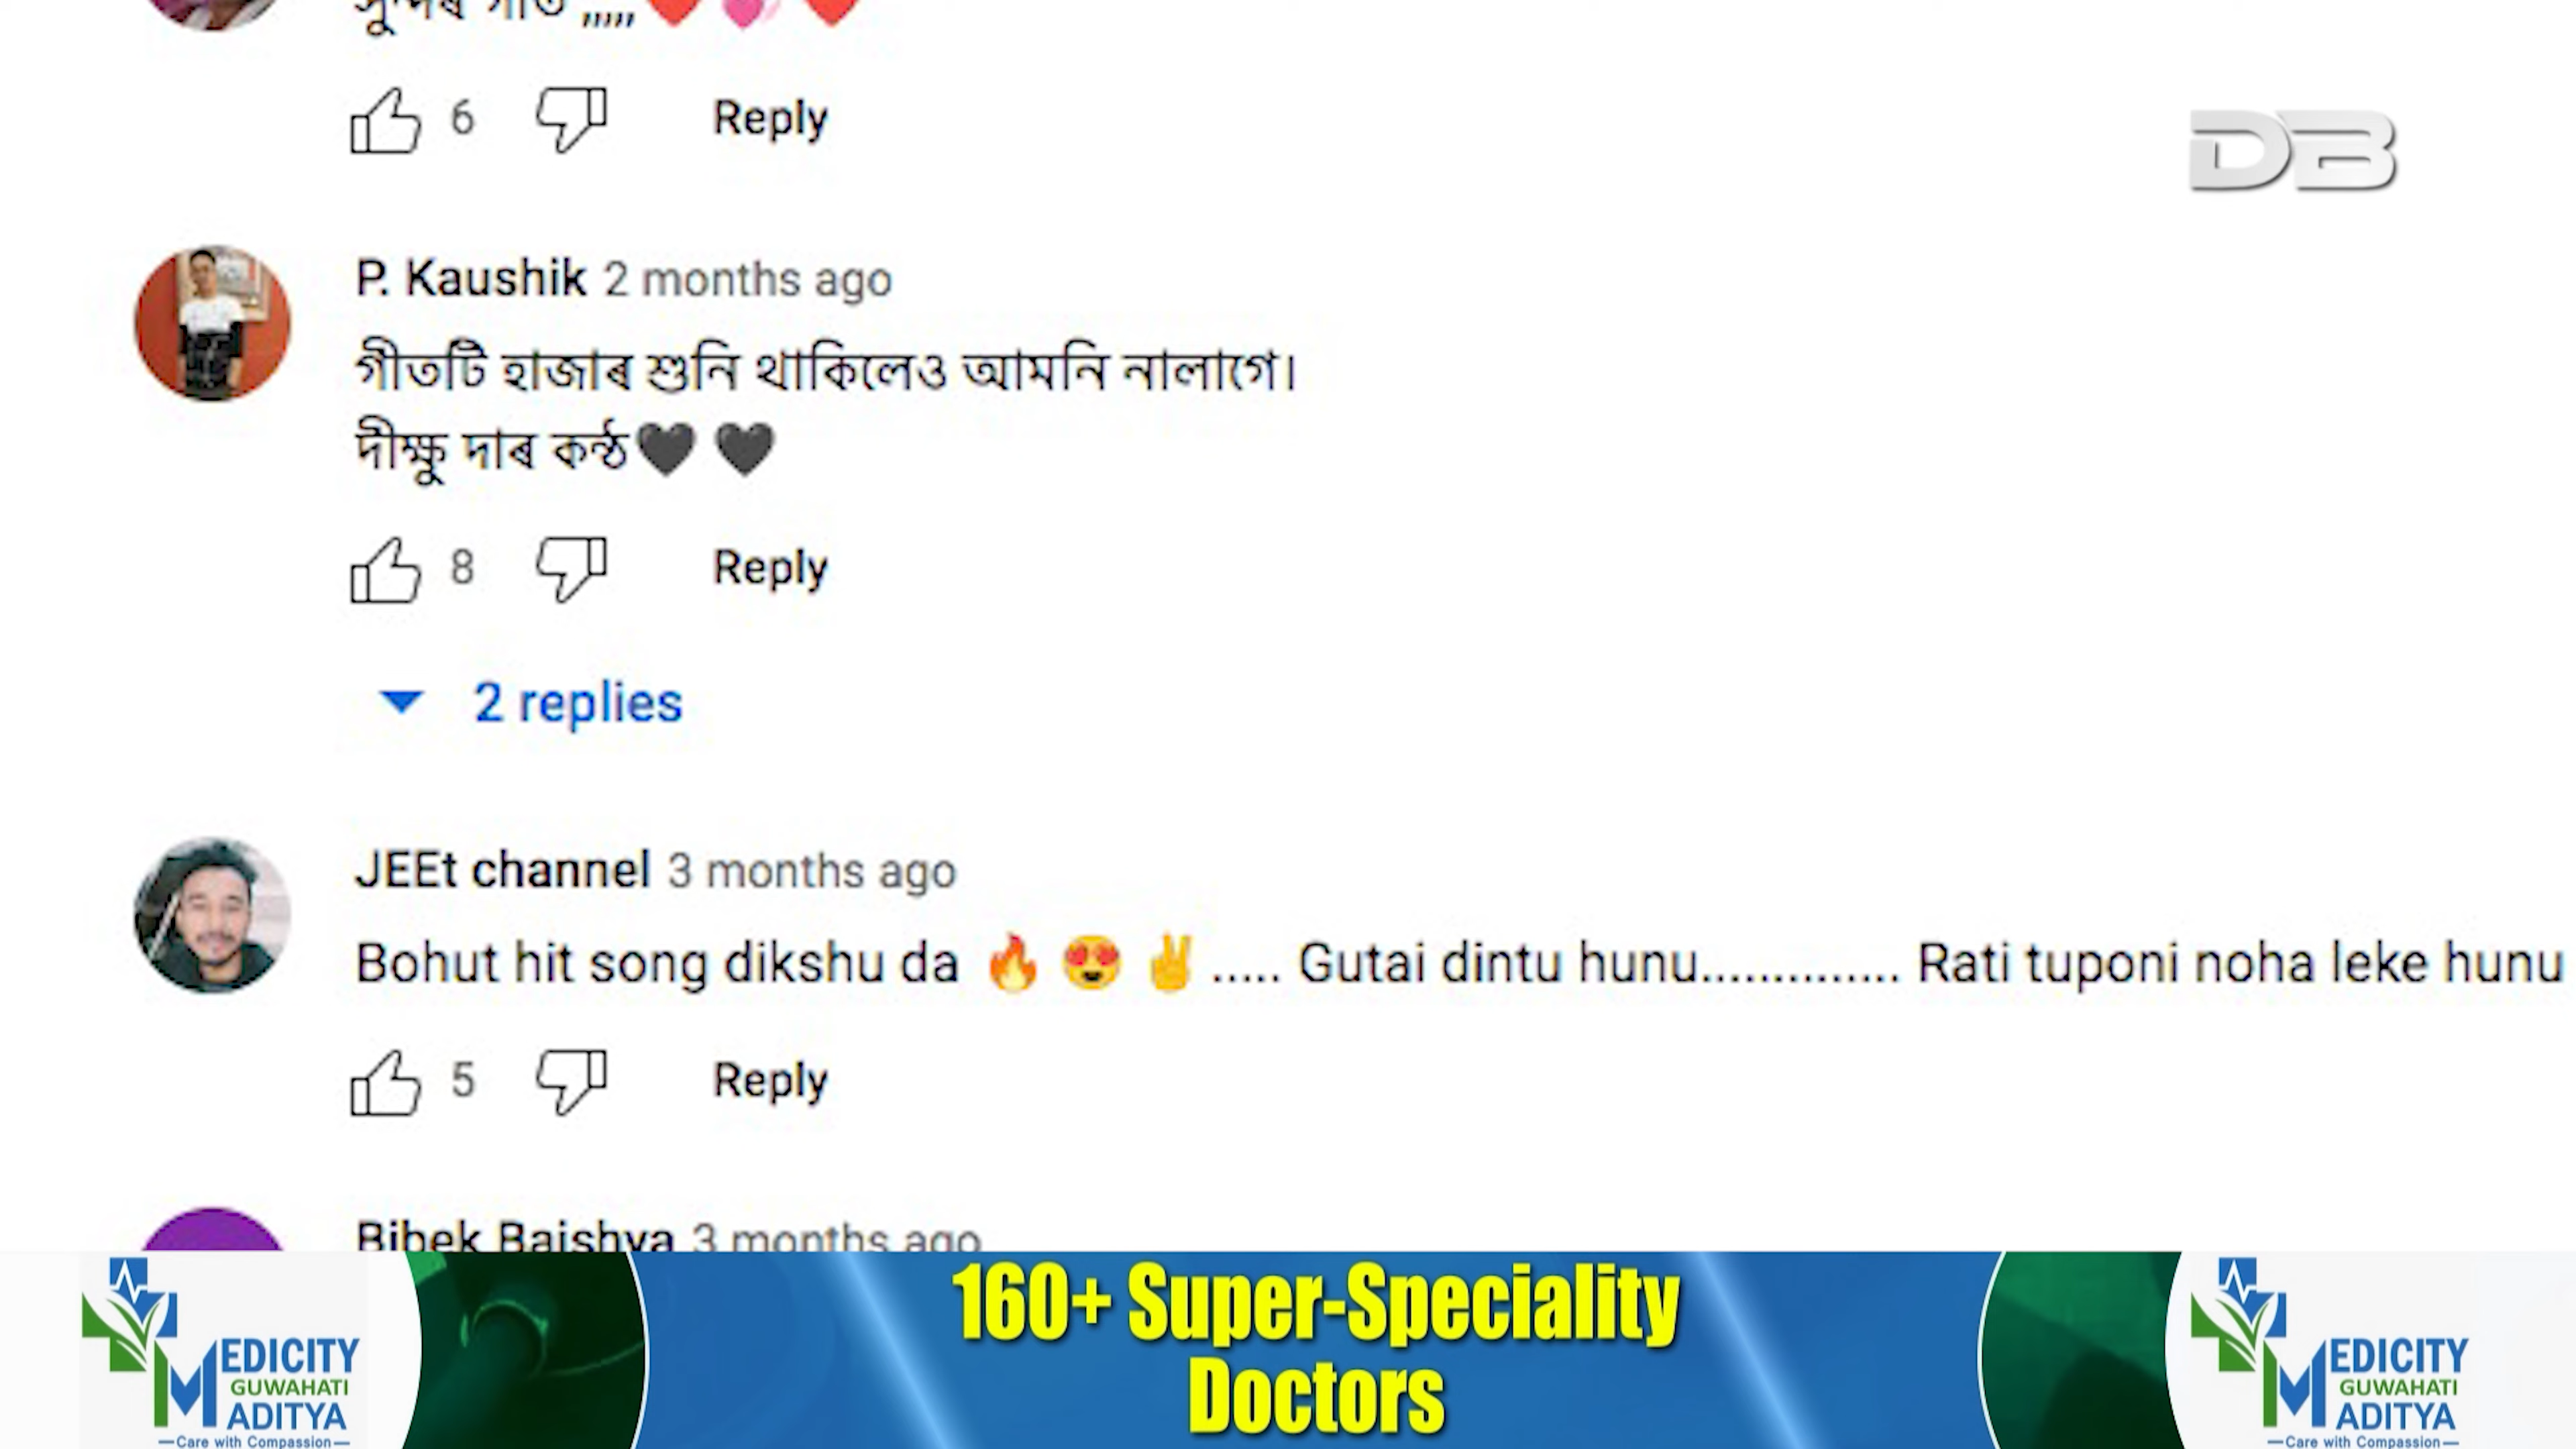 সুন্দৰ গীত ,,,,,❤️💞❤️
6 Reply
DB
P. Kaushik 2 months ago
গীতটি হাজাৰ শুনি থাকিলেও আমনি নালাগে।
দীক্ষু দাৰ কন্ঠ🖤 🖤
8 Reply
2 replies
JEEt channel 3 months ago
Bohut hit song dikshu da 🔥 😍 ✌️ ..... Gutai dintu hunu.............. Rati tuponi noha leke hunu
5 Reply
Bibek Baishya 3 months ago
160+ Super-Speciality
Doctors
MEDICITY
GUWAHATI
ADITYA
—Care with Compassion—
MEDICITY
GUWAHATI
ADITYA
—Care with Compassion—